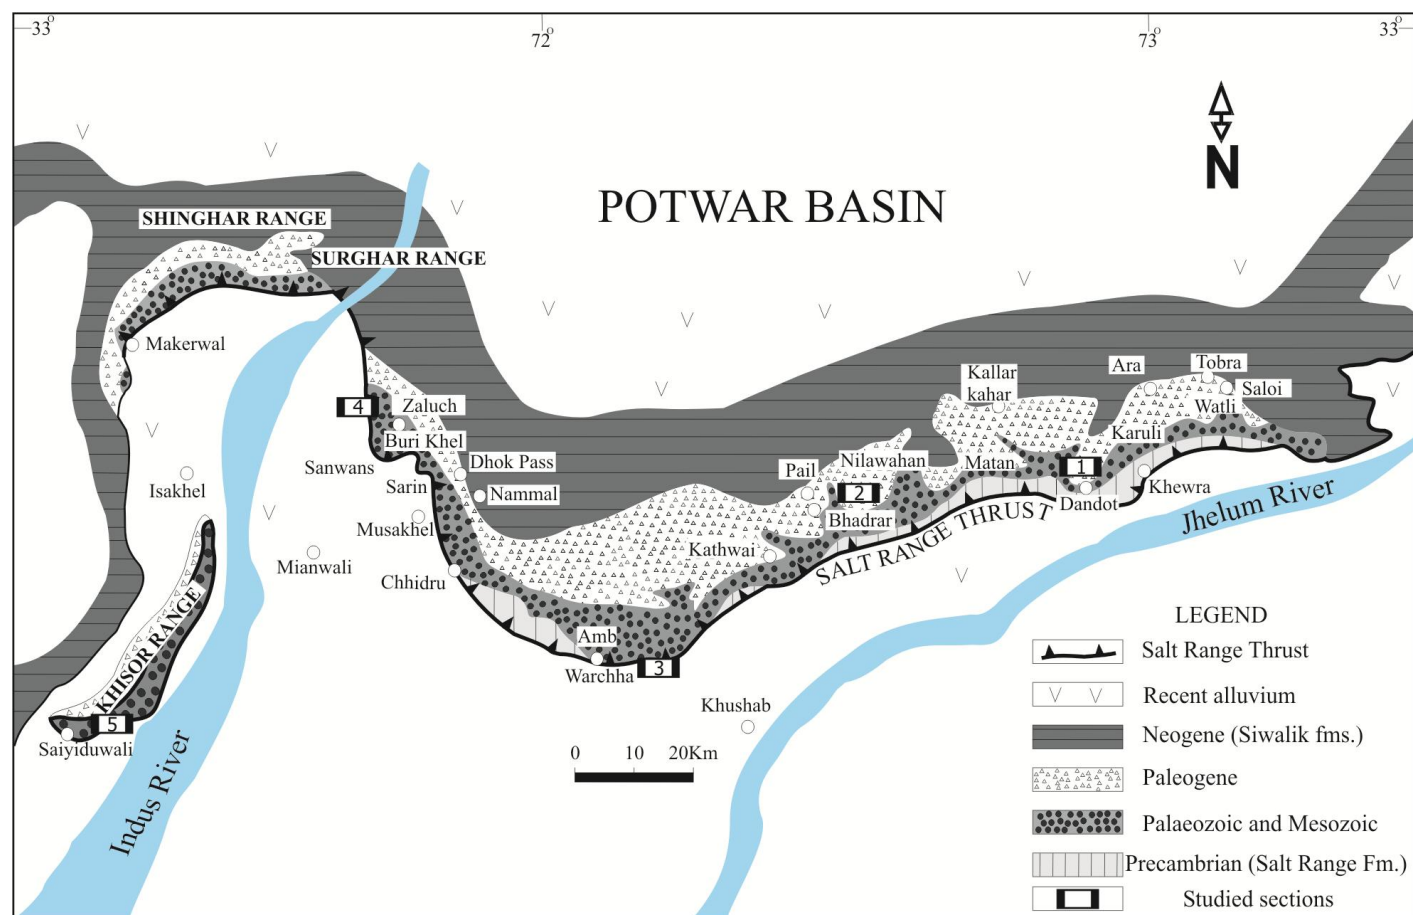 33°
72°
73°
33°
N
POTWAR BASIN
SHINGHAR RANGE
SURGHAR RANGE
Makerwal
Kallar
kahar
Ara
Tobra
Saloi
Watli
4
Zaluch
Buri Khel
Karuli
Sanwans
Dhok Pass
Pail
Nilawahan
Matan
1
Isakhel
Sarin
Nammal
2
Khewra
Dandot
Musakhel
Bhadrar
Jhelum River
SALT RANGE THRUST
Mianwali
Kathwai
Chhidru
KHISOR RANGE
Amb
Warchha
3
Khushab
5
Saiyiduwali
Indus River
0 10 20Km
LEGEND
Salt Range Thrust
Recent alluvium
Neogene (Siwalik fms.)
Paleogene
Palaeozoic and Mesozoic
Precambrian (Salt Range Fm.)
Studied sections